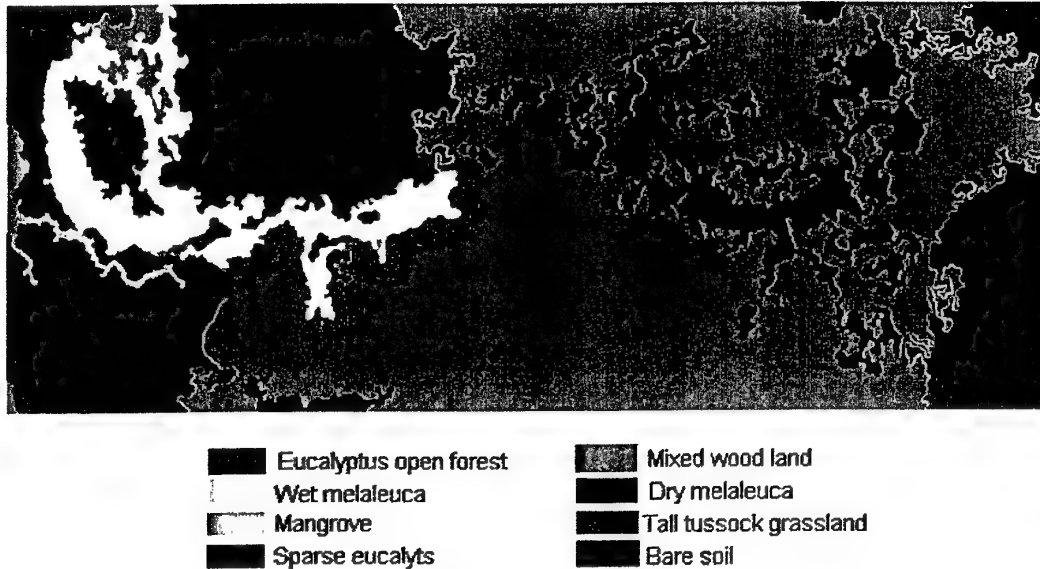 Eucalyptus open forest
Wet melaleuca
Mangrove
Sparse eucalyts
Mixed wood land
Dry melaleuca
Tall tussock grassland
Bare soil